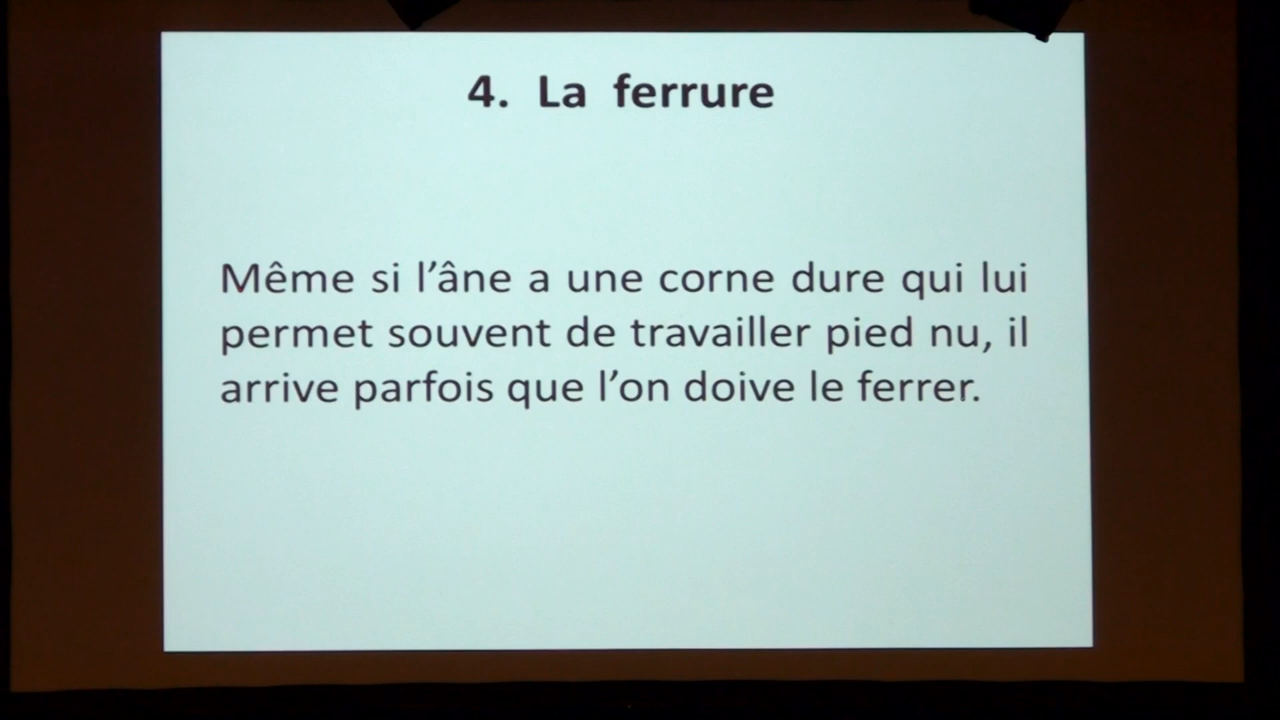 4. La ferrure
Même si l’âne a une corne dure qui lui
permet souvent de travailler pied nu, il
arrive parfois que l’on doive le ferrer.